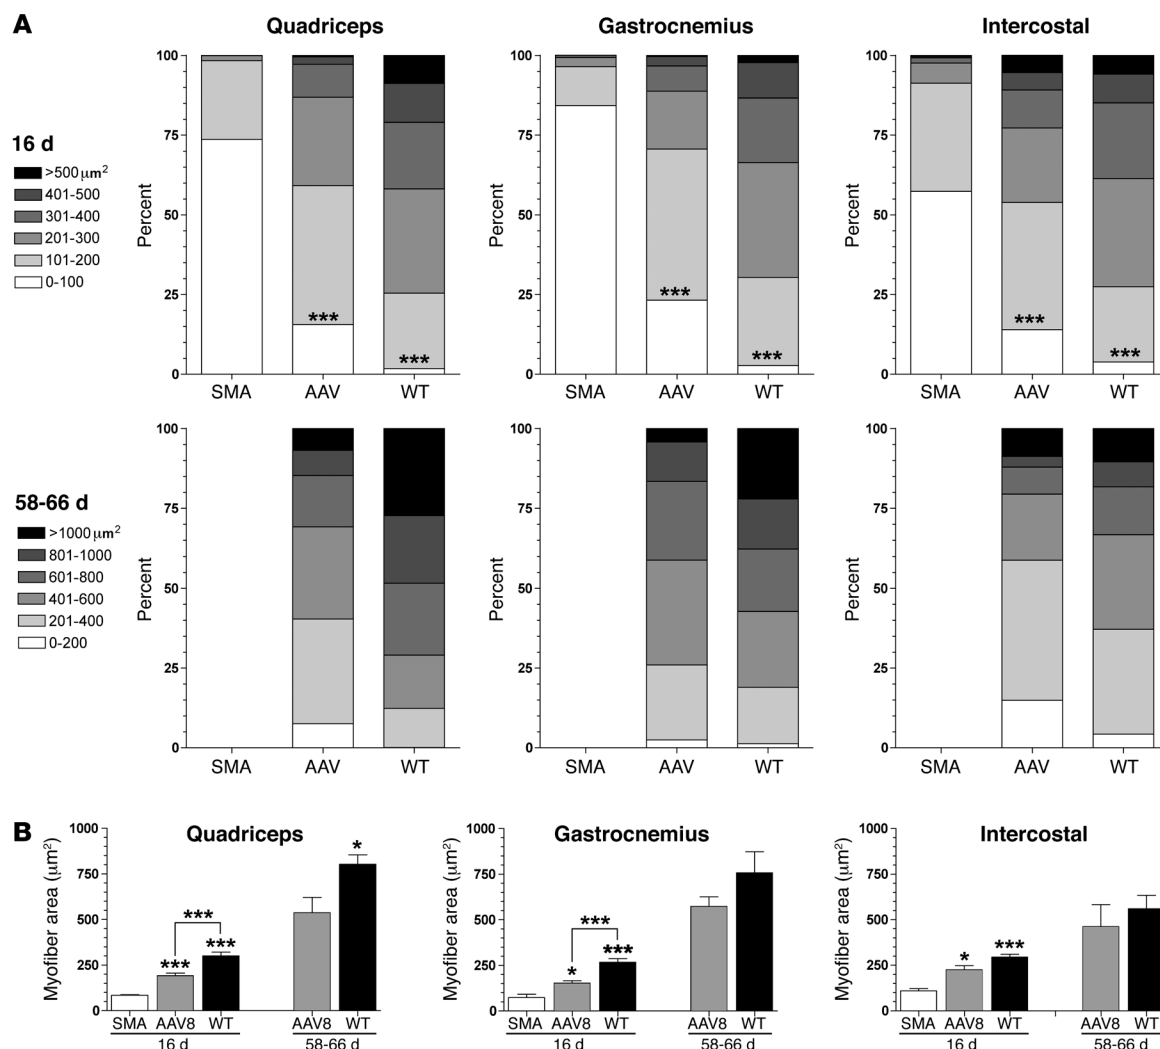 A
Quadriceps
Gastrocnemius
Intercostal
16 d
>500 μm²
401-500
301-400
201-300
101-200
0-100
Percent
100
75
50
25
0
***
***
SMA AAV WT
Percent
100
75
50
25
0
***
***
SMA AAV WT
Percent
100
75
50
25
0
***
***
SMA AAV WT
58-66 d
>1000 μm²
801-1000
601-800
401-600
201-400
0-200
Percent
100
75
50
25
0
SMA AAV WT
Percent
100
75
50
25
0
SMA AAV WT
Percent
100
75
50
25
0
SMA AAV WT
B
Quadriceps
Myofiber area (μm²)
1000
750
500
250
0
***
***
***
*
SMA AAV8 WT AAV8 WT
16 d 58-66 d
Gastrocnemius
Myofiber area (μm²)
1000
750
500
250
0
***
*
***
SMA AAV8 WT AAV8 WT
16 d 58-66 d
Intercostal
Myofiber area (μm²)
1000
750
500
250
0
*
***
SMA AAV8 WT AAV8 WT
16 d 58-66 d